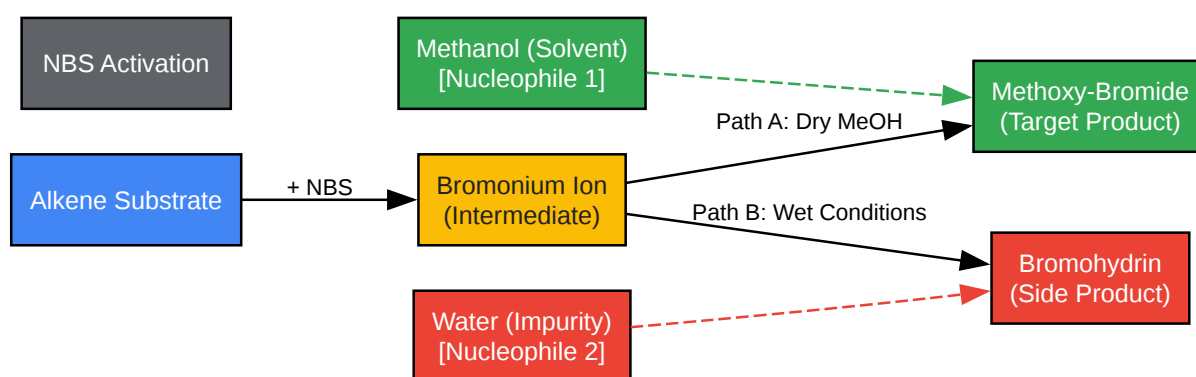 NBS Activation
Methanol (Solvent)
[Nucleophile 1]
Methoxy-Bromide
(Target Product)
Path A: Dry MeOH
Alkene Substrate
+ NBS
Bromonium Ion
(Intermediate)
Path B: Wet Conditions
Bromohydrin
(Side Product)
Water (Impurity)
[Nucleophile 2]